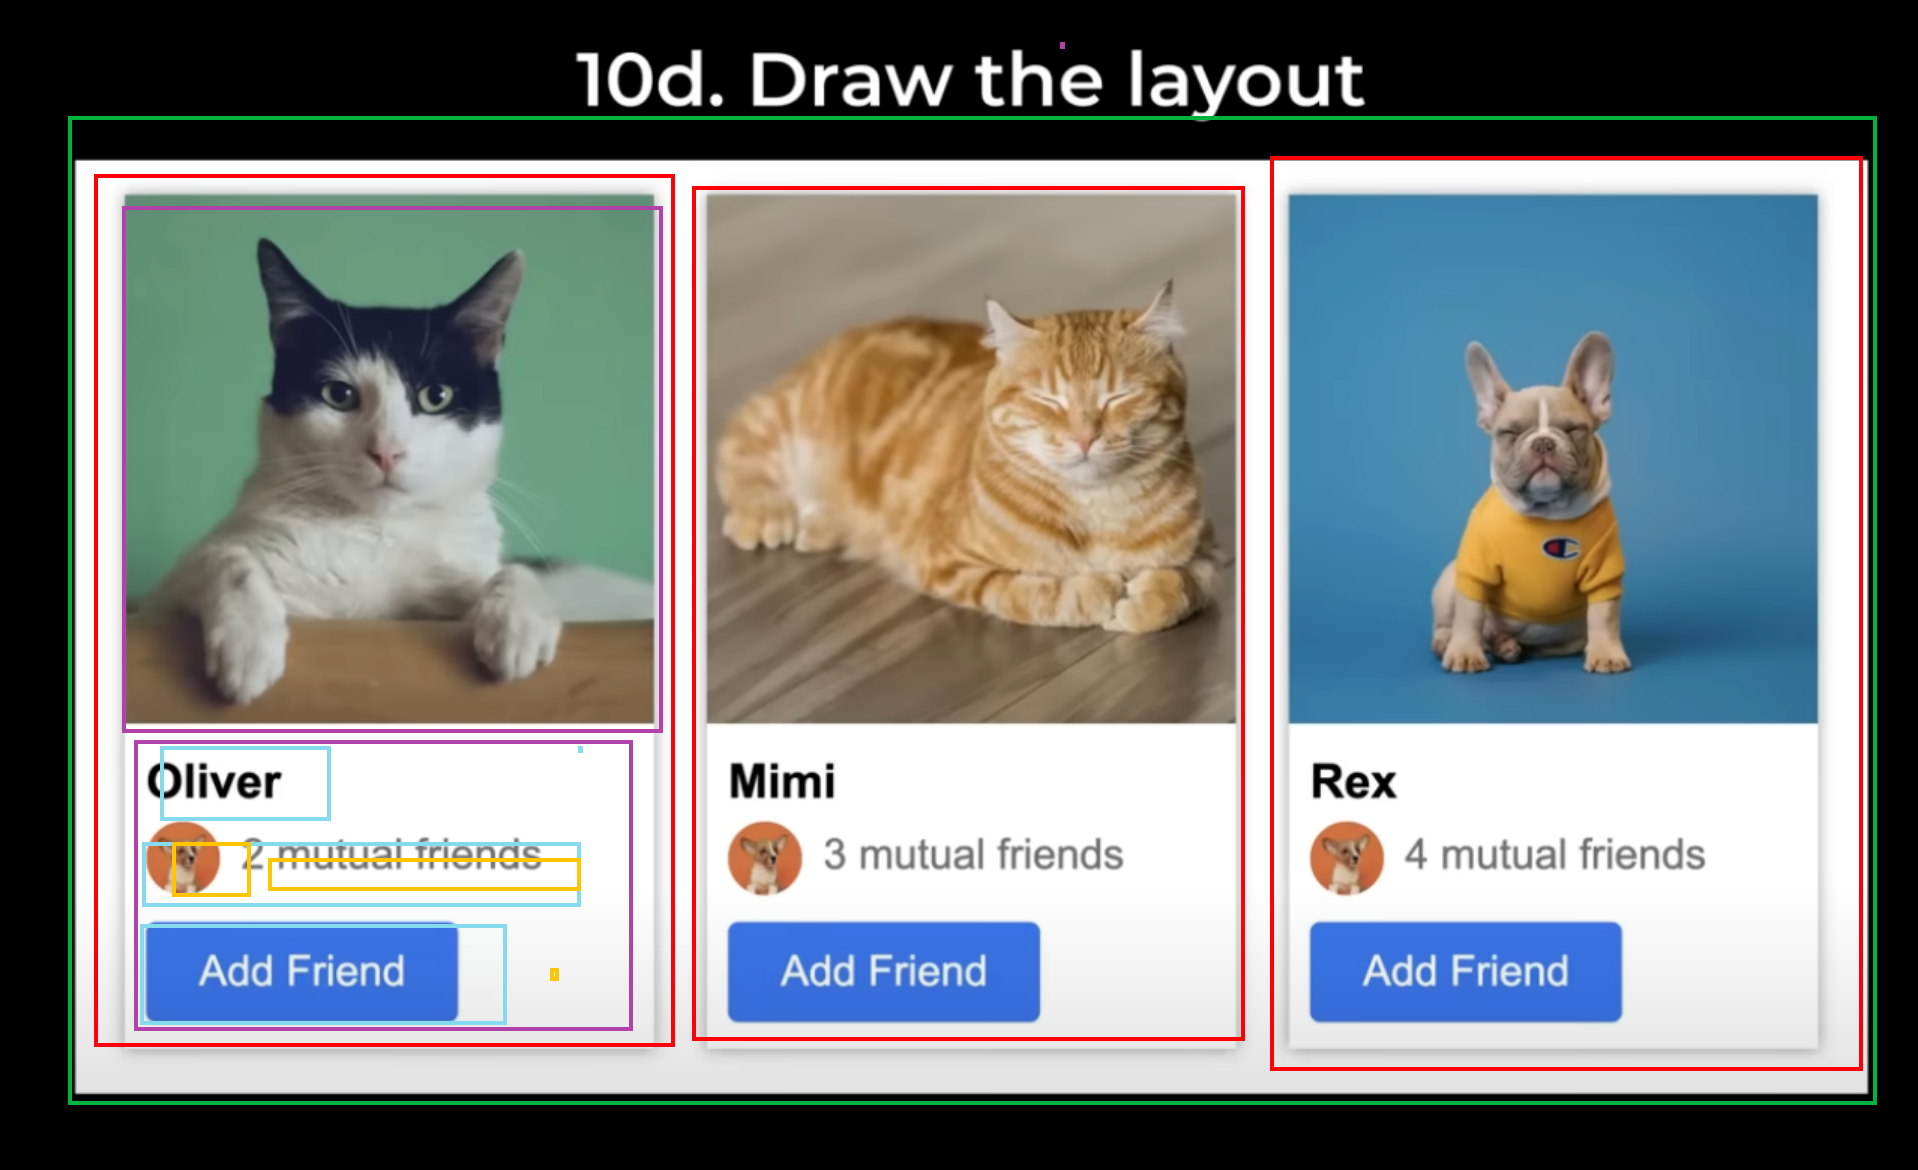 10d. Draw the layout
Oliver
2 mutual friends
Add Friend
Mimi
3 mutual friends
Add Friend
Rex
4 mutual friends
Add Friend